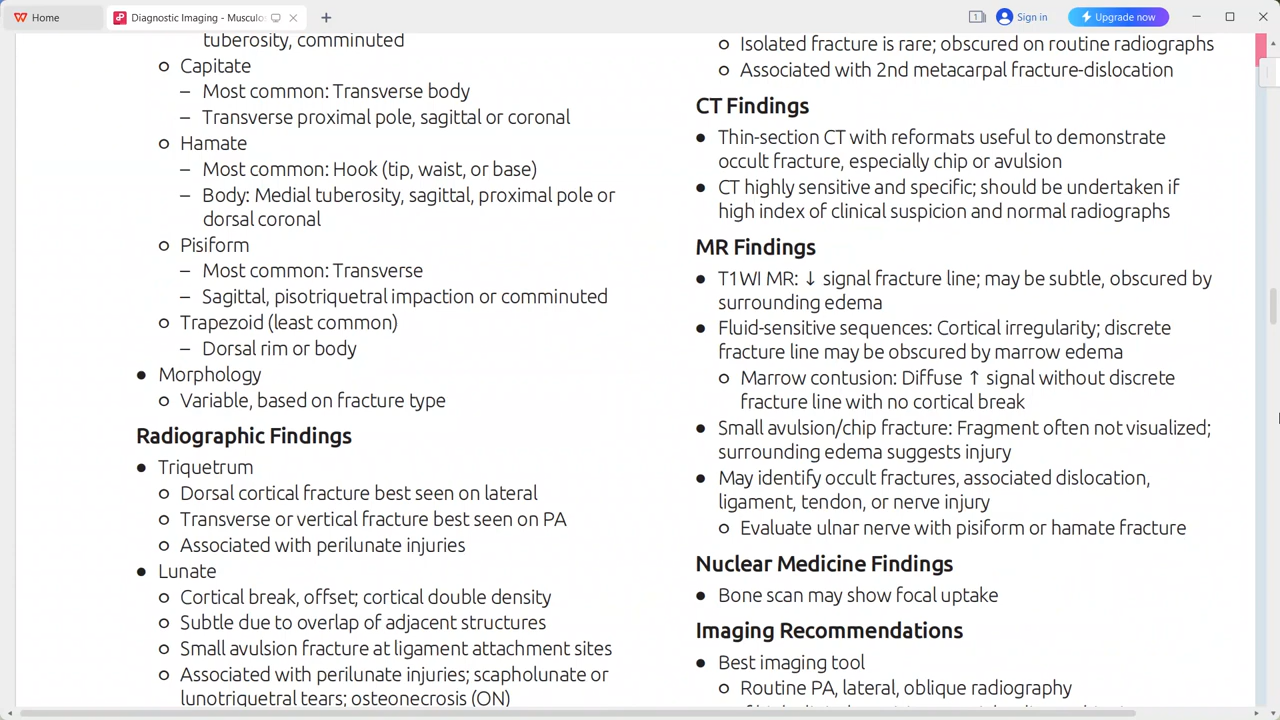 Home
Diagnostic Imaging - Musculo
1
Sign in
Upgrade now
tuberosity, comminuted
○ Capitate
– Most common: Transverse body
– Transverse proximal pole, sagittal or coronal
○ Hamate
– Most common: Hook (tip, waist, or base)
– Body: Medial tuberosity, sagittal, proximal pole or
dorsal coronal
○ Pisiform
– Most common: Transverse
– Sagittal, pisotriquetral impaction or comminuted
○ Trapezoid (least common)
– Dorsal rim or body
● Morphology
○ Variable, based on fracture type
Radiographic Findings
● Triquetrum
○ Dorsal cortical fracture best seen on lateral
○ Transverse or vertical fracture best seen on PA
○ Associated with perilunate injuries
● Lunate
○ Cortical break, offset; cortical double density
○ Subtle due to overlap of adjacent structures
○ Small avulsion fracture at ligament attachment sites
○ Associated with perilunate injuries; scapholunate or
lunotriquetral tears; osteonecrosis (ON)
○ Isolated fracture is rare; obscured on routine radiographs
○ Associated with 2nd metacarpal fracture-dislocation
CT Findings
● Thin-section CT with reformats useful to demonstrate
occult fracture, especially chip or avulsion
● CT highly sensitive and specific; should be undertaken if
high index of clinical suspicion and normal radiographs
MR Findings
● T1WI MR: ↓ signal fracture line; may be subtle, obscured by
surrounding edema
● Fluid-sensitive sequences: Cortical irregularity; discrete
fracture line may be obscured by marrow edema
○ Marrow contusion: Diffuse ↑ signal without discrete
fracture line with no cortical break
● Small avulsion/chip fracture: Fragment often not visualized;
surrounding edema suggests injury
● May identify occult fractures, associated dislocation,
ligament, tendon, or nerve injury
○ Evaluate ulnar nerve with pisiform or hamate fracture
Nuclear Medicine Findings
● Bone scan may show focal uptake
Imaging Recommendations
● Best imaging tool
○ Routine PA, lateral, oblique radiography